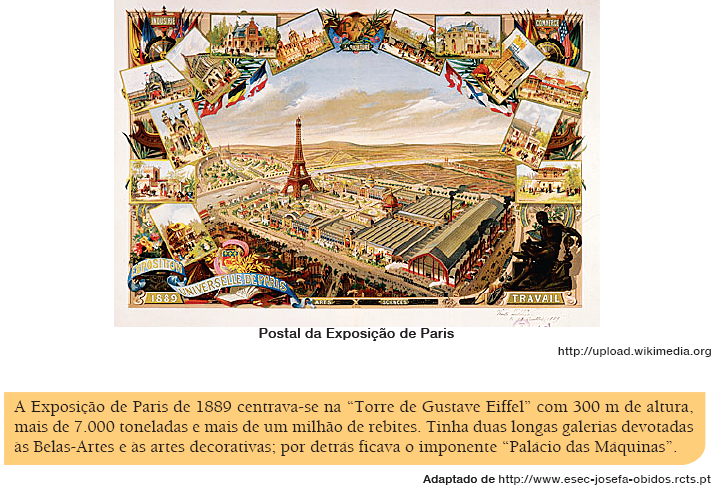 INDUSTRIE
PAX
AGRICULTURE
COMMERCE
EXPOSITION
UNIVERSELLE DE PARIS
1889
ARTS
SCIENCES
TRAVAIL
Postal da Exposição de Paris
http://upload.wikimedia.org
A Exposição de Paris de 1889 centrava-se na “Torre de Gustave Eiffel” com 300 m de altura,
mais de 7.000 toneladas e mais de um milhão de rebites. Tinha duas longas galerias devotadas
às Belas-Artes e às artes decorativas; por detrás ficava o imponente “Palácio das Máquinas”.
Adaptado de http://www.esec-josefa-obidos.rcts.pt